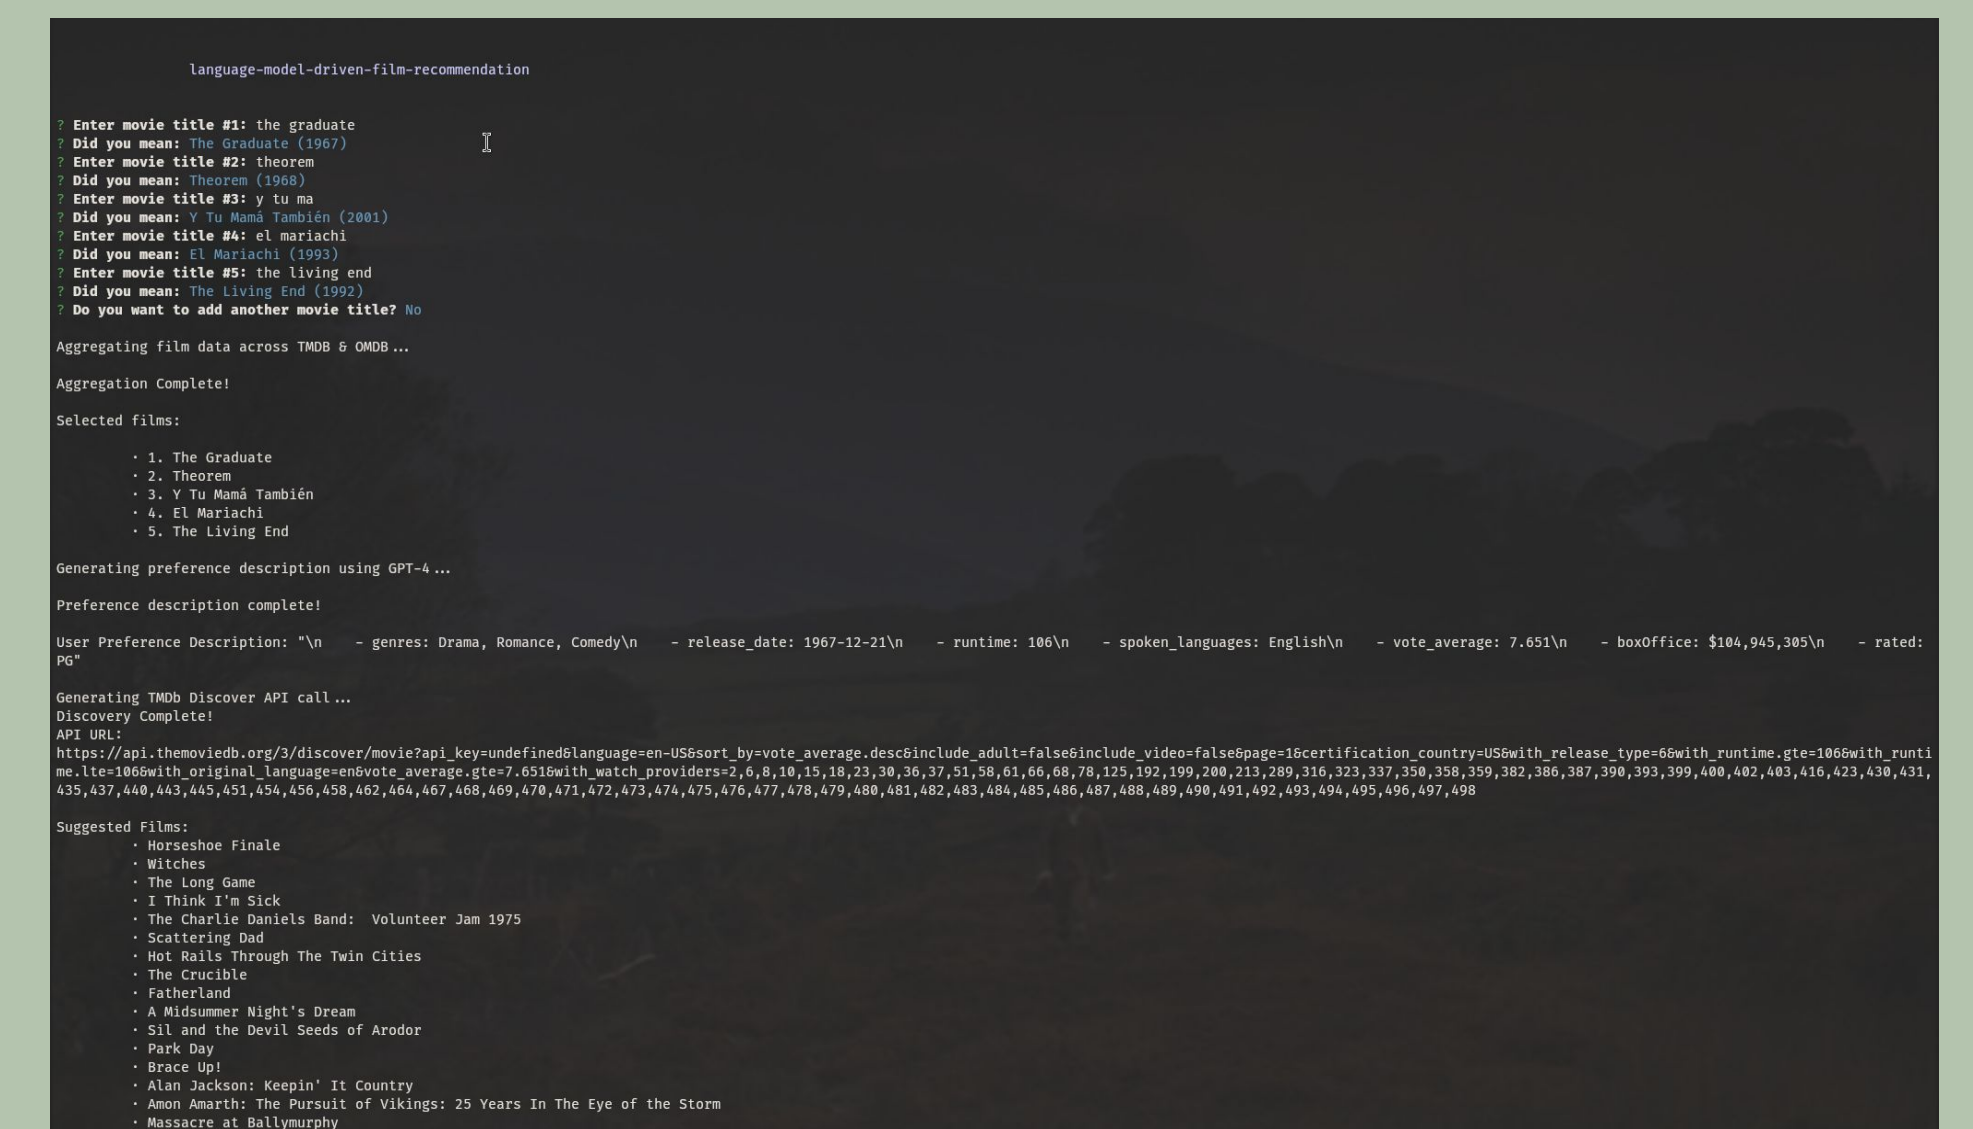 language-model-driven-film-recommendation
? Enter movie title #1: the graduate
? Did you mean: The Graduate (1967)
? Enter movie title #2: theorem
? Did you mean: Theorem (1968)
? Enter movie title #3: y tu ma
? Did you mean: Y Tu Mamá También (2001)
? Enter movie title #4: el mariachi
? Did you mean: El Mariachi (1993)
? Enter movie title #5: the living end
? Did you mean: The Living End (1992)
? Do you want to add another movie title? No
Aggregating film data across TMDB & OMDB...
Aggregation Complete!
Selected films:
· 1. The Graduate
· 2. Theorem
· 3. Y Tu Mamá También
· 4. El Mariachi
· 5. The Living End
Generating preference description using GPT-4...
Preference description complete!
User Preference Description: "\n    - genres: Drama, Romance, Comedy\n    - release_date: 1967-12-21\n    - runtime: 106\n    - spoken_languages: English\n    - vote_average: 7.651\n    - boxOffice: $104,945,305\n    - rated:
PG"
Generating TMDb Discover API call...
Discovery Complete!
API URL:
https://api.themoviedb.org/3/discover/movie?api_key=undefined&language=en-US&sort_by=vote_average.desc&include_adult=false&include_video=false&page=1&certification_country=US&with_release_type=6&with_runtime.gte=106&with_runti
me.lte=106&with_original_language=en&vote_average.gte=7.651&with_watch_providers=2,6,8,10,15,18,23,30,36,37,51,58,61,66,68,78,125,192,199,200,213,289,316,323,337,350,358,359,382,386,387,390,393,399,400,402,403,416,423,430,431,
435,437,440,443,445,451,454,456,458,462,464,467,468,469,470,471,472,473,474,475,476,477,478,479,480,481,482,483,484,485,486,487,488,489,490,491,492,493,494,495,496,497,498
Suggested Films:
· Horseshoe Finale
· Witches
· The Long Game
· I Think I'm Sick
· The Charlie Daniels Band:  Volunteer Jam 1975
· Scattering Dad
· Hot Rails Through The Twin Cities
· The Crucible
· Fatherland
· A Midsummer Night's Dream
· Sil and the Devil Seeds of Arodor
· Park Day
· Brace Up!
· Alan Jackson: Keepin' It Country
· Amon Amarth: The Pursuit of Vikings: 25 Years In The Eye of the Storm
· Massacre at Ballymurphy